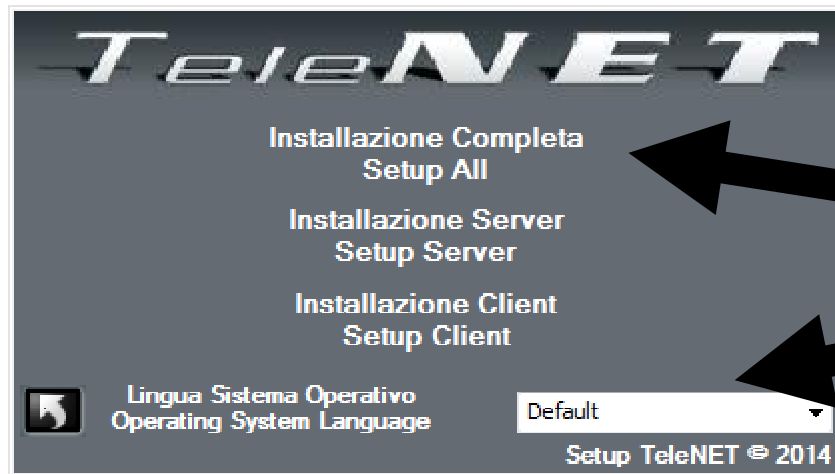 TeleNET
Installazione Completa
Setup All
Installazione Server
Setup Server
Installazione Client
Setup Client
Lingua Sistema Operativo
Operating System Language
Default
Setup TeleNET © 2014